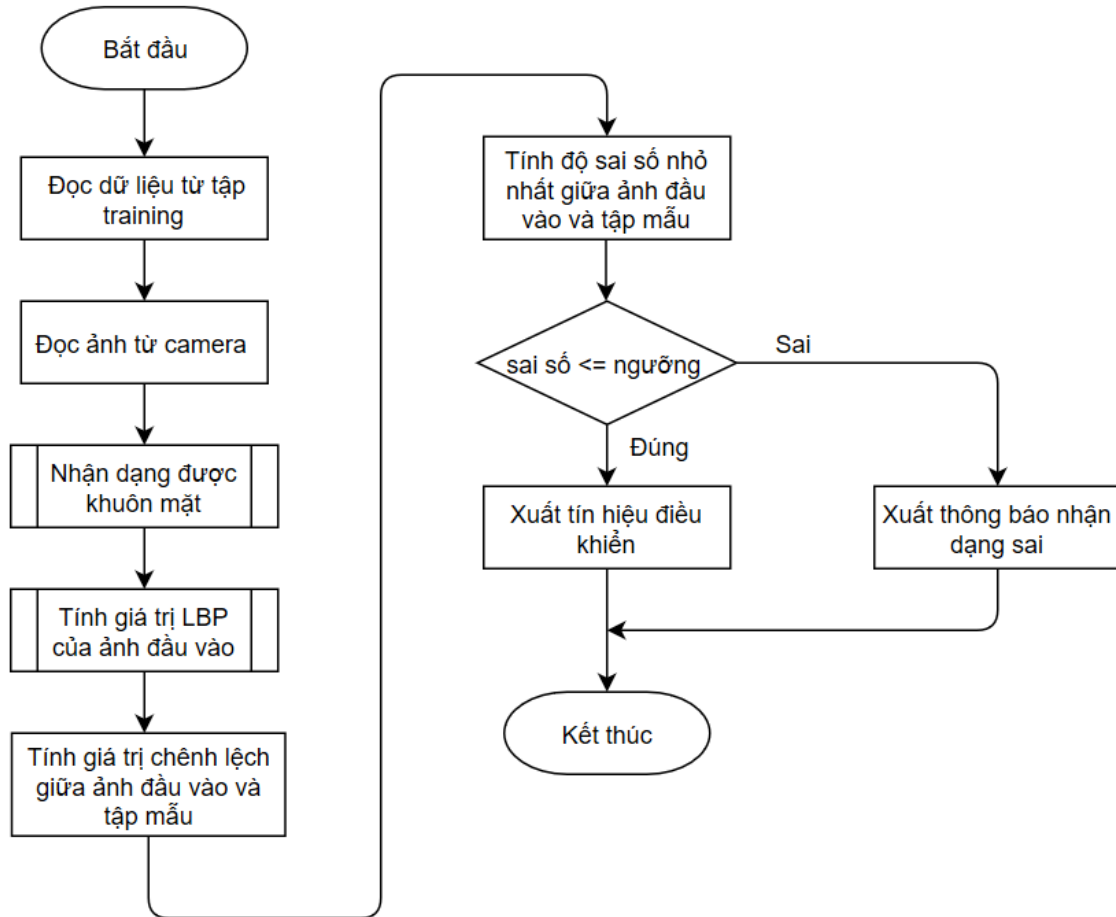 Bắt đầu
Đọc dữ liệu từ tập
training
Đọc ảnh từ camera
Nhận dạng được
khuôn mặt
Tính giá trị LBP
của ảnh đầu vào
Tính giá trị chênh lệch
giữa ảnh đầu vào và
tập mẫu
Tính độ sai số nhỏ
nhất giữa ảnh đầu
vào và tập mẫu
sai số <= ngưỡng
Sai
Đúng
Xuất tín hiệu điều
khiển
Xuất thông báo nhận
dạng sai
Kết thúc